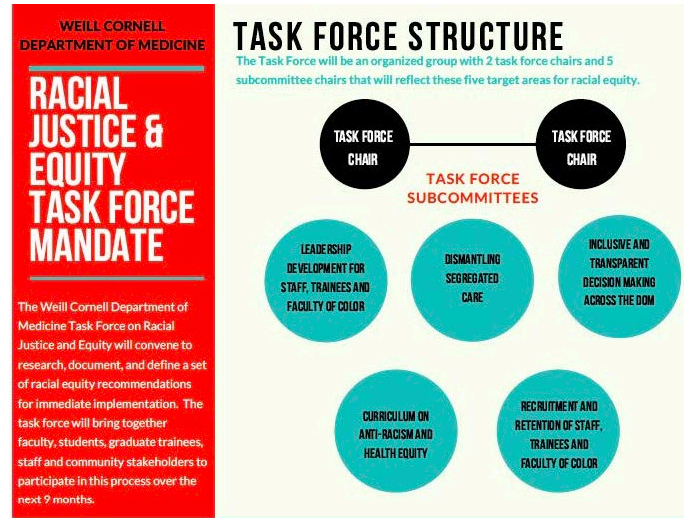 WEILL CORNELL
DEPARTMENT OF MEDICINE
RACIAL
JUSTICE &
EQUITY
TASK FORCE
MANDATE
The Weill Cornell Department of
Medicine Task Force on Racial
Justice and Equity will convene to
research, document, and define a set
of racial equity recommendations
for immediate implementation. The
task force will bring together
faculty, students, graduate trainees,
staff and community stakeholders to
participate in this process over the
next 9 months.
TASK FORCE STRUCTURE
The Task Force will be an organized group with 2 task force chairs and 5
subcommittee chairs that will reflect these five target areas for racial equity.
TASK FORCE
CHAIR
TASK FORCE
CHAIR
TASK FORCE
SUBCOMMITTEES
LEADERSHIP
DEVELOPMENT FOR
STAFF, TRAINEES AND
FACULTY OF COLOR
DISMANTLING
SEGREGATED
CARE
INCLUSIVE AND
TRANSPARENT
DECISION MAKING
ACROSS THE DOM
CURRICULUM ON
ANTI-RACISM AND
HEALTH EQUITY
RECRUITMENT AND
RETENTION OF STAFF,
TRAINEES AND
FACULTY OF COLOR